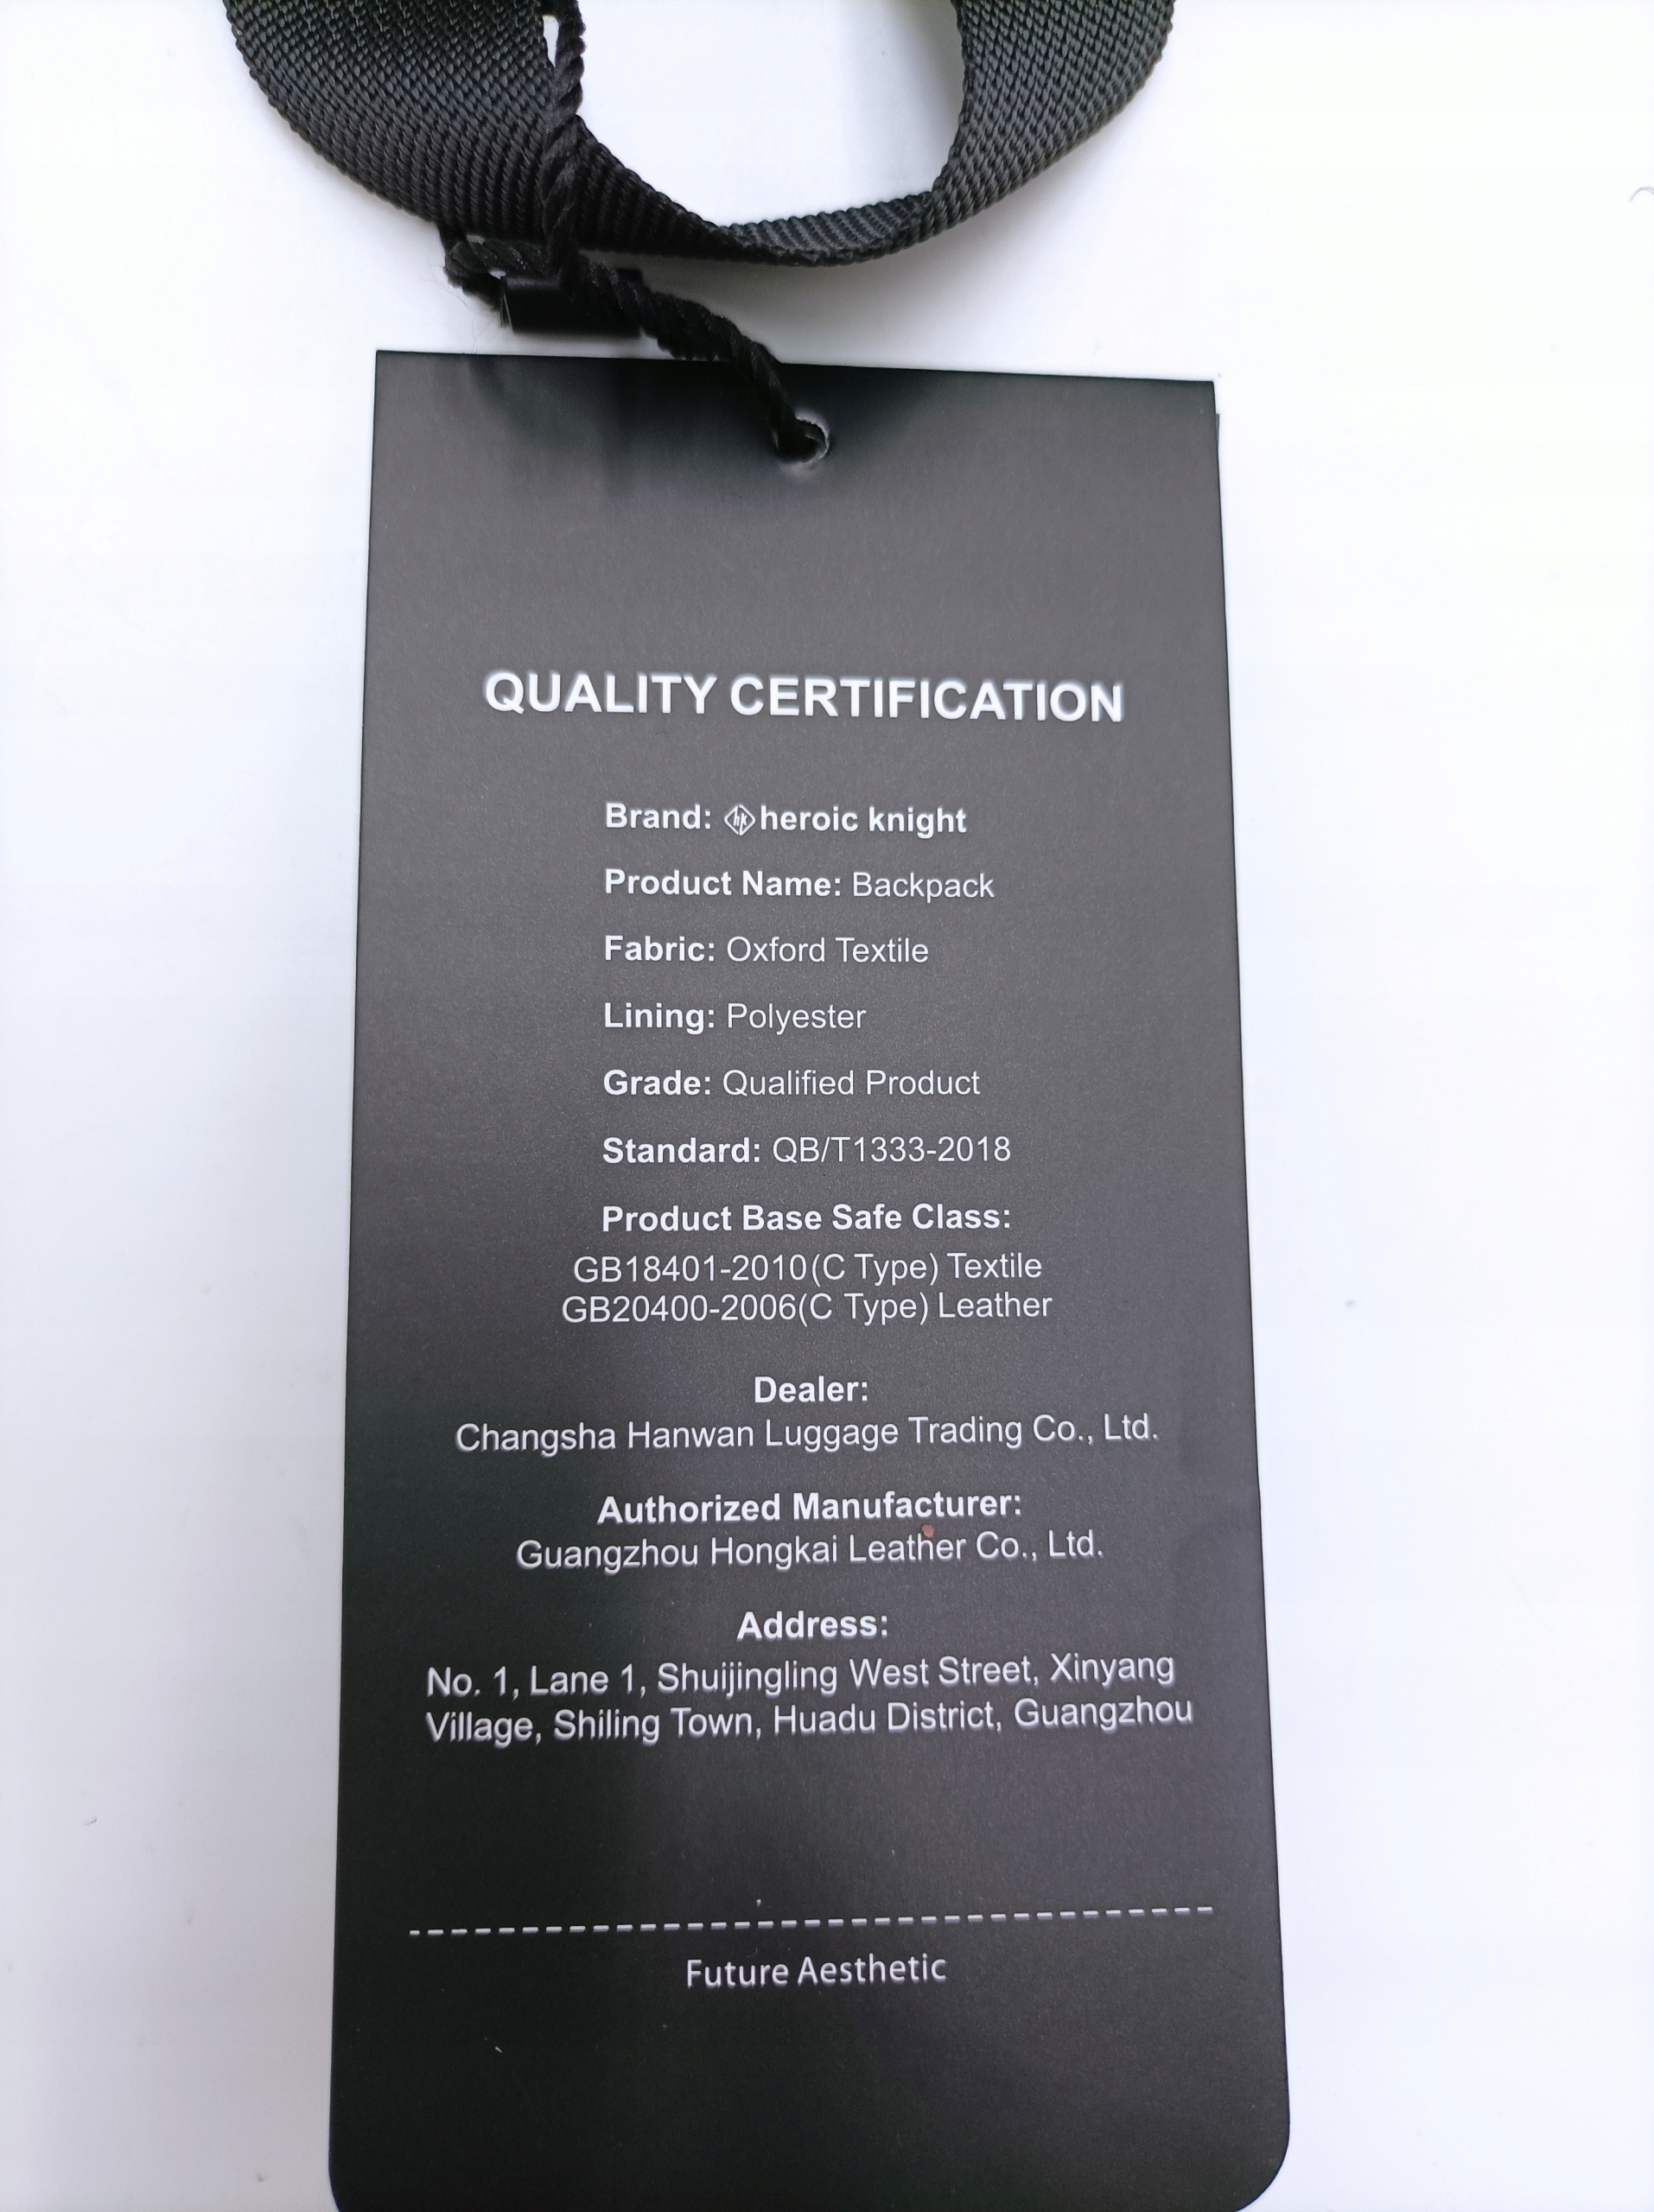 QUALITY CERTIFICATION
Brand: hk heroic knight
Product Name: Backpack
Fabric: Oxford Textile
Lining: Polyester
Grade: Qualified Product
Standard: QB/T1333-2018
Product Base Safe Class:
GB18401-2010(C Type) Textile
GB20400-2006(C Type) Leather
Dealer:
Changsha Hanwan Luggage Trading Co., Ltd.
Authorized Manufacturer:
Guangzhou Hongkai Leather Co., Ltd.
Address:
No. 1, Lane 1, Shuijingling West Street, Xinyang
Village, Shiling Town, Huadu District, Guangzhou
Future Aesthetic